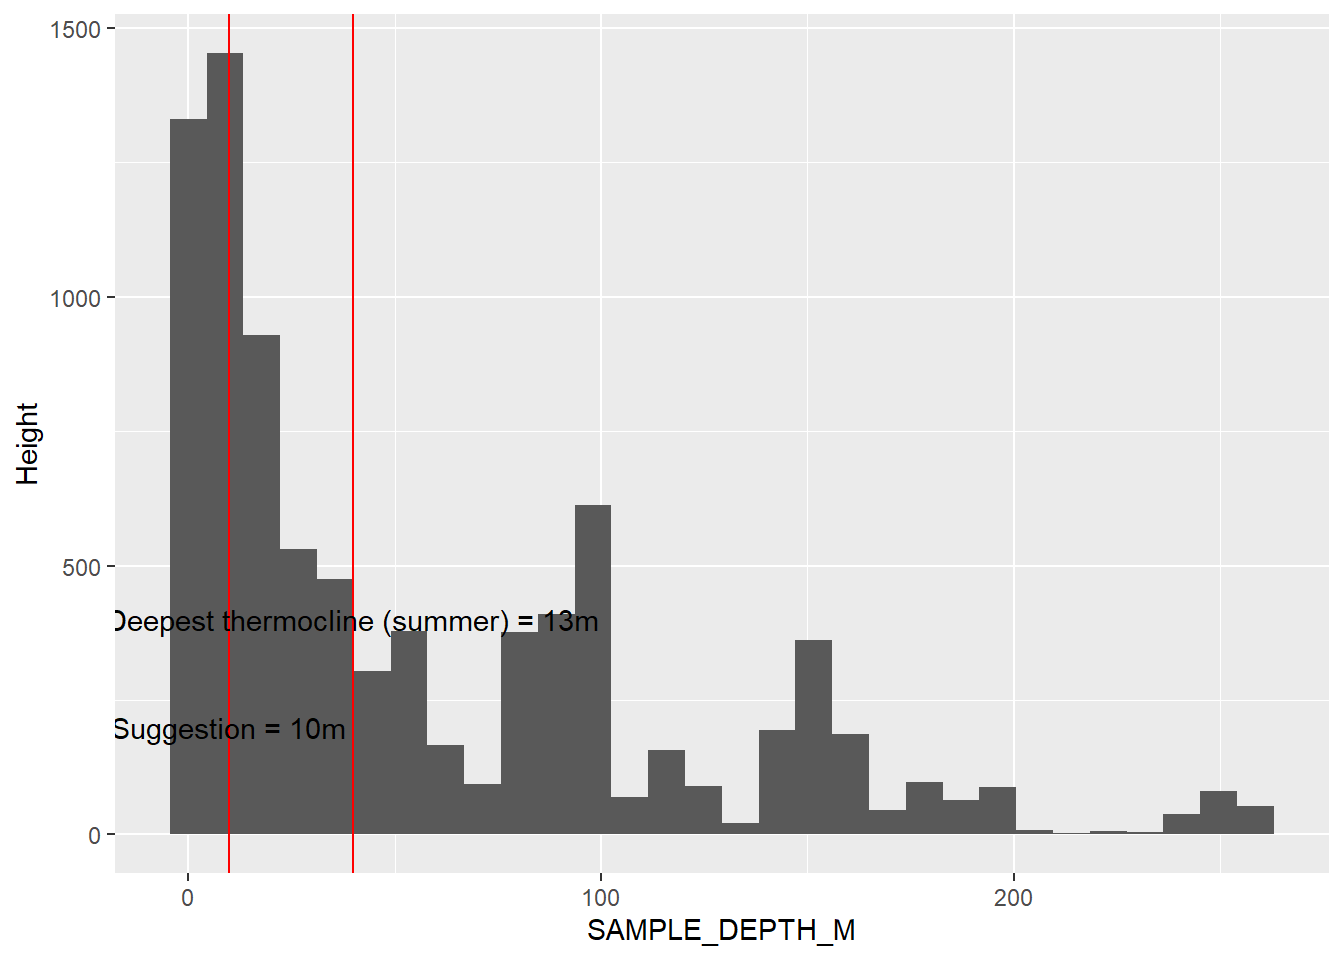 1500
1000
500
0
Height
Deepest thermocline (summer) = 13m
Suggestion = 10m
0 100 200
SAMPLE_DEPTH_M